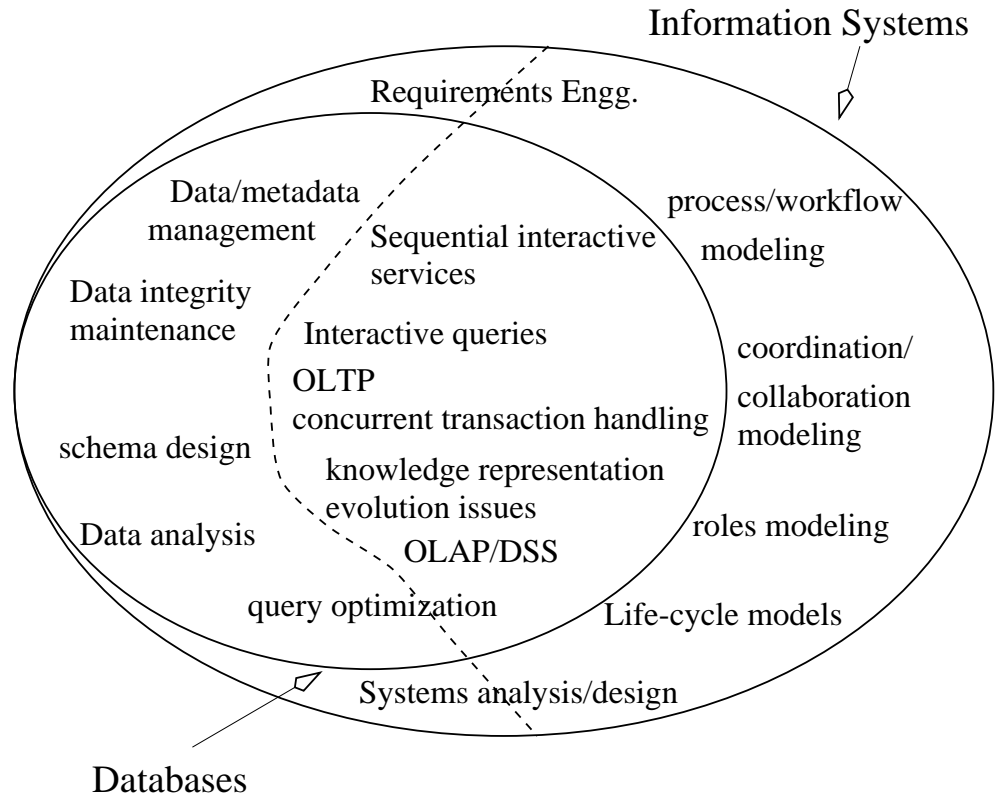 Information Systems
Requirements Engg.
Data/metadata
management
process/workflow
modeling
Sequential interactive
services
Data integrity
maintenance
Interactive queries
coordination/
collaboration
modeling
OLTP
concurrent transaction handling
schema design
knowledge representation
evolution issues
Data analysis
roles modeling
OLAP/DSS
query optimization
Life-cycle models
Systems analysis/design
Databases